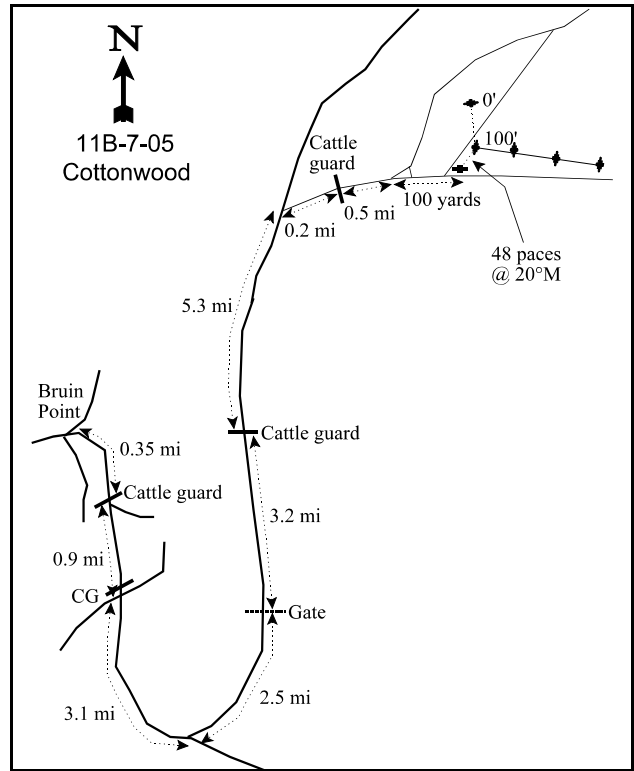 N
11B-7-05
Cottonwood
0'
Cattle
guard
100'
0.5 mi
100 yards
0.2 mi
48 paces
@ 20°M
5.3 mi
Bruin
Point
Cattle guard
0.35 mi
Cattle guard
3.2 mi
0.9 mi
CG
Gate
2.5 mi
3.1 mi